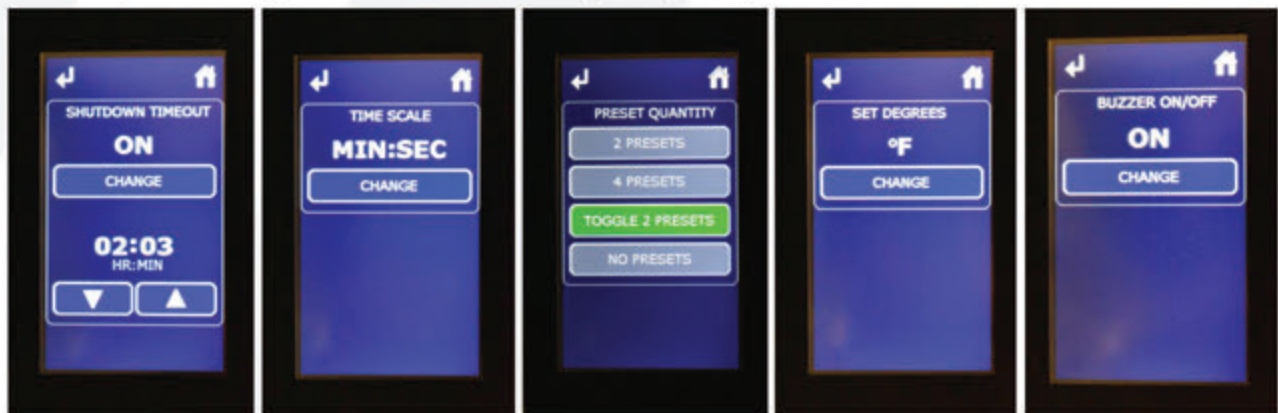 SHUTDOWN TIMEOUT
ON
CHANGE
02:03
HR:MIN
TIME SCALE
MIN:SEC
CHANGE
PRESET QUANTITY
2 PRESETS
4 PRESETS
TOGGLE 2 PRESETS
NO PRESETS
SET DEGREES
°F
CHANGE
BUZZER ON/OFF
ON
CHANGE